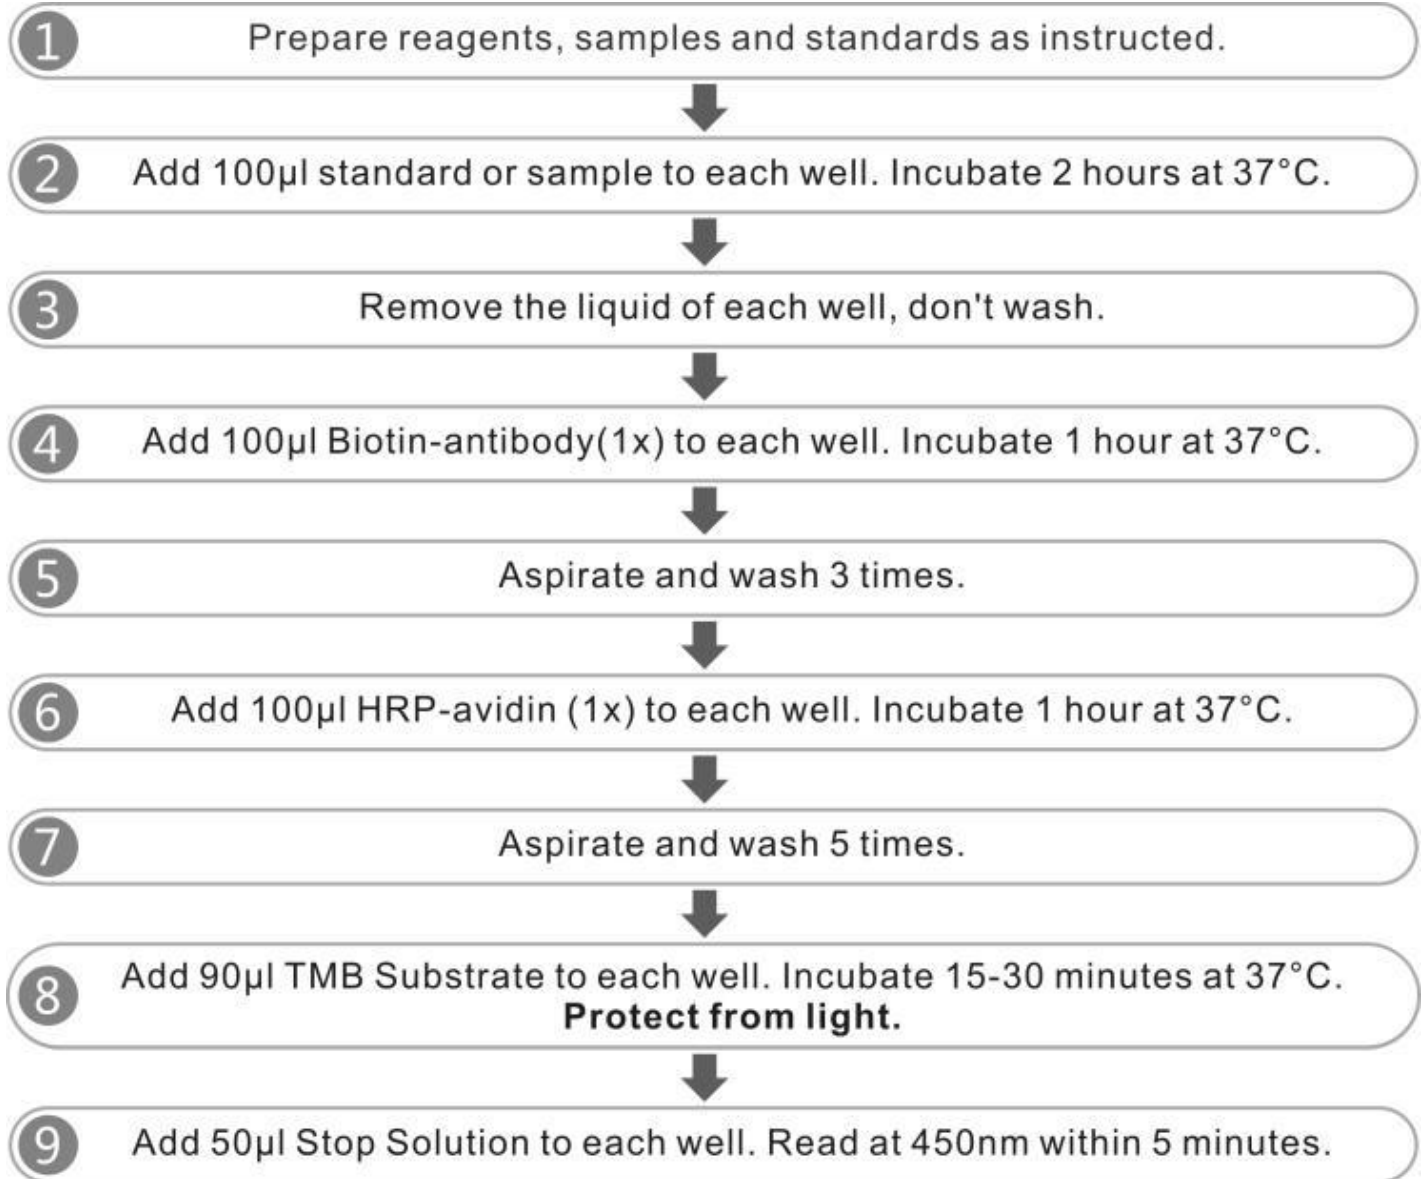 1 Prepare reagents, samples and standards as instructed.
2 Add 100µl standard or sample to each well. Incubate 2 hours at 37°C.
3 Remove the liquid of each well, don't wash.
4 Add 100µl Biotin-antibody(1x) to each well. Incubate 1 hour at 37°C.
5 Aspirate and wash 3 times.
6 Add 100µl HRP-avidin (1x) to each well. Incubate 1 hour at 37°C.
7 Aspirate and wash 5 times.
8 Add 90µl TMB Substrate to each well. Incubate 15-30 minutes at 37°C.
Protect from light.
9 Add 50µl Stop Solution to each well. Read at 450nm within 5 minutes.